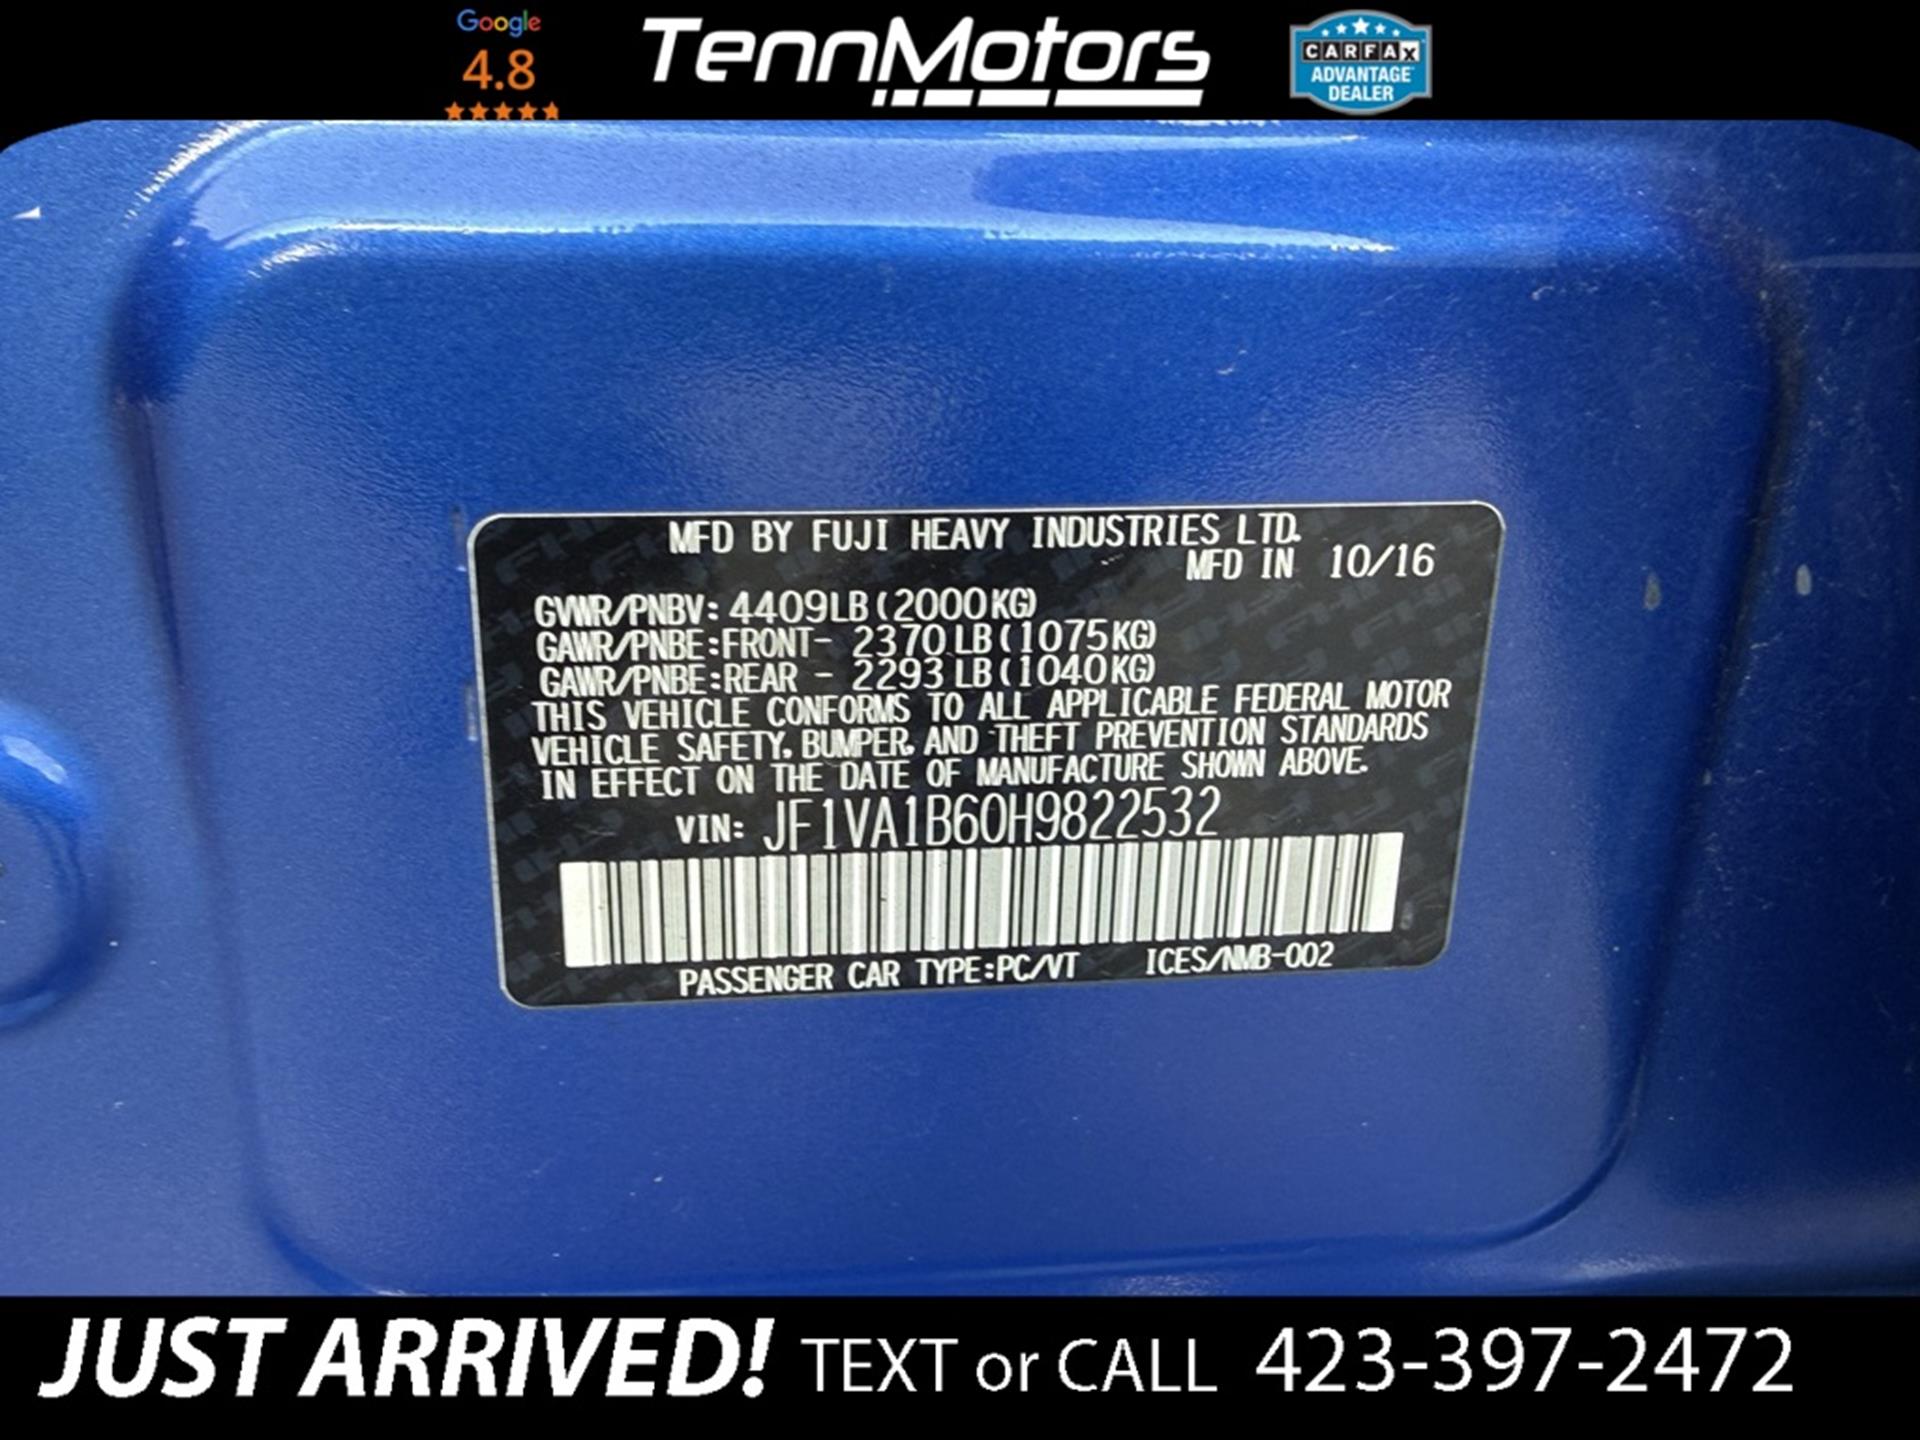 Google
4.8
TennMotors
CARFAX
ADVANTAGE
DEALER
MFD BY FUJI HEAVY INDUSTRIES LTD.
MFD IN 10/16
GVWR/PNBV: 4409LB (2000KG)
GAWR/PNBE:FRONT- 2370 LB (1075KG)
GAWR/PNBE:REAR - 2293 LB (1040KG)
THIS VEHICLE CONFORMS TO ALL APPLICABLE FEDERAL MOTOR
VEHICLE SAFETY, BUMPER, AND THEFT PREVENTION STANDARDS
IN EFFECT ON THE DATE OF MANUFACTURE SHOWN ABOVE.
VIN: JF1VA1B60H9822532
PASSENGER CAR TYPE:PC/VT ICES/NMB-002
JUST ARRIVED! TEXT or CALL 423-397-2472